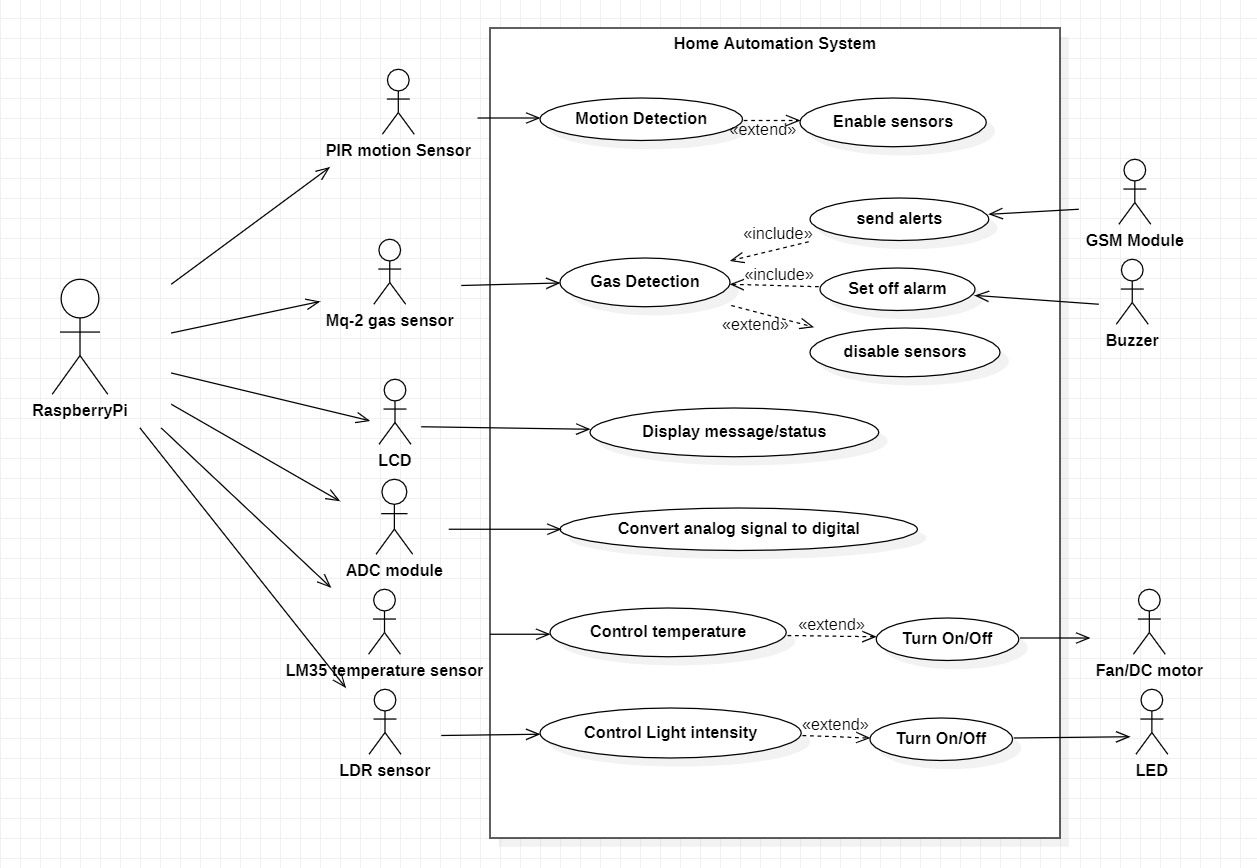 Home Automation System
Motion Detection
«extend»
Enable sensors
PIR motion Sensor
send alerts
GSM Module
«include»
Gas Detection
«include»
Set off alarm
Mq-2 gas sensor
«extend»
disable sensors
Buzzer
RaspberryPi
Display message/status
LCD
Convert analog signal to digital
ADC module
Control temperature
«extend»
Turn On/Off
LM35 temperature sensor
Fan/DC motor
Control Light intensity
«extend»
Turn On/Off
LDR sensor
LED